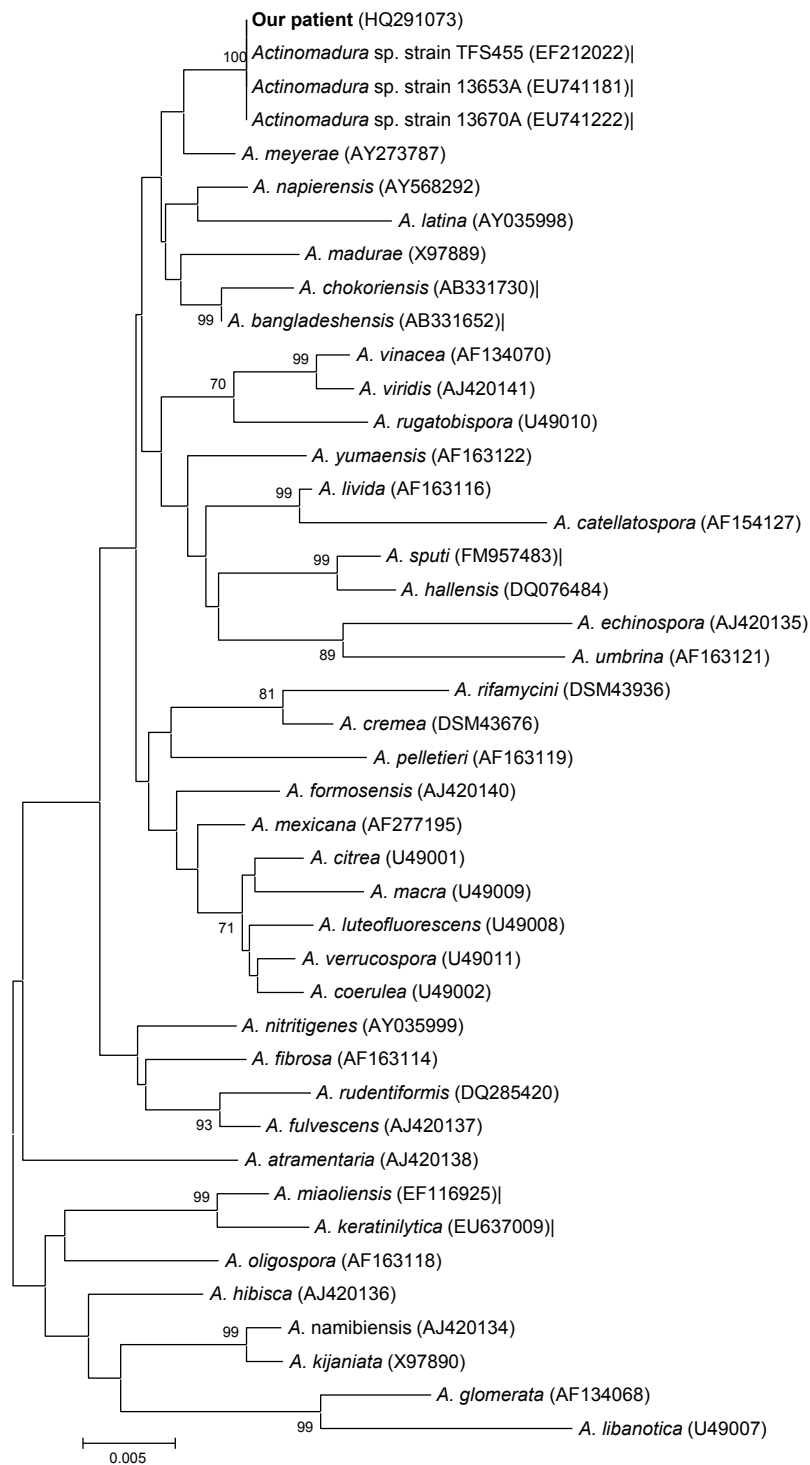 Our patient (HQ291073)
100
Actinomadura sp. strain TFS455 (EF212022)|
Actinomadura sp. strain 13653A (EU741181)|
Actinomadura sp. strain 13670A (EU741222)|
A. meyerae (AY273787)
A. napierensis (AY568292)
A. latina (AY035998)
A. madurae (X97889)
A. chokoriensis (AB331730)|
99
A. bangladeshensis (AB331652)|
A. vinacea (AF134070)
99
70
A. viridis (AJ420141)
A. rugatobispora (U49010)
A. yumaensis (AF163122)
A. livida (AF163116)
99
A. catellatospora (AF154127)
A. sputi (FM957483)|
99
A. hallensis (DQ076484)
A. echinospora (AJ420135)
89
A. umbrina (AF163121)
A. rifamycini (DSM43936)
81
A. cremea (DSM43676)
A. pelletieri (AF163119)
A. formosensis (AJ420140)
A. mexicana (AF277195)
A. citrea (U49001)
A. macra (U49009)
71
A. luteofluorescens (U49008)
A. verrucospora (U49011)
A. coerulea (U49002)
A. nitritigenes (AY035999)
A. fibrosa (AF163114)
A. rudentiformis (DQ285420)
93
A. fulvescens (AJ420137)
A. atramentaria (AJ420138)
99
A. miaoliensis (EF116925)|
A. keratinilytica (EU637009)|
A. oligospora (AF163118)
A. hibisca (AJ420136)
99
A. namibiensis (AJ420134)
A. kijaniata (X97890)
A. glomerata (AF134068)
99
A. libanotica (U49007)
0.005